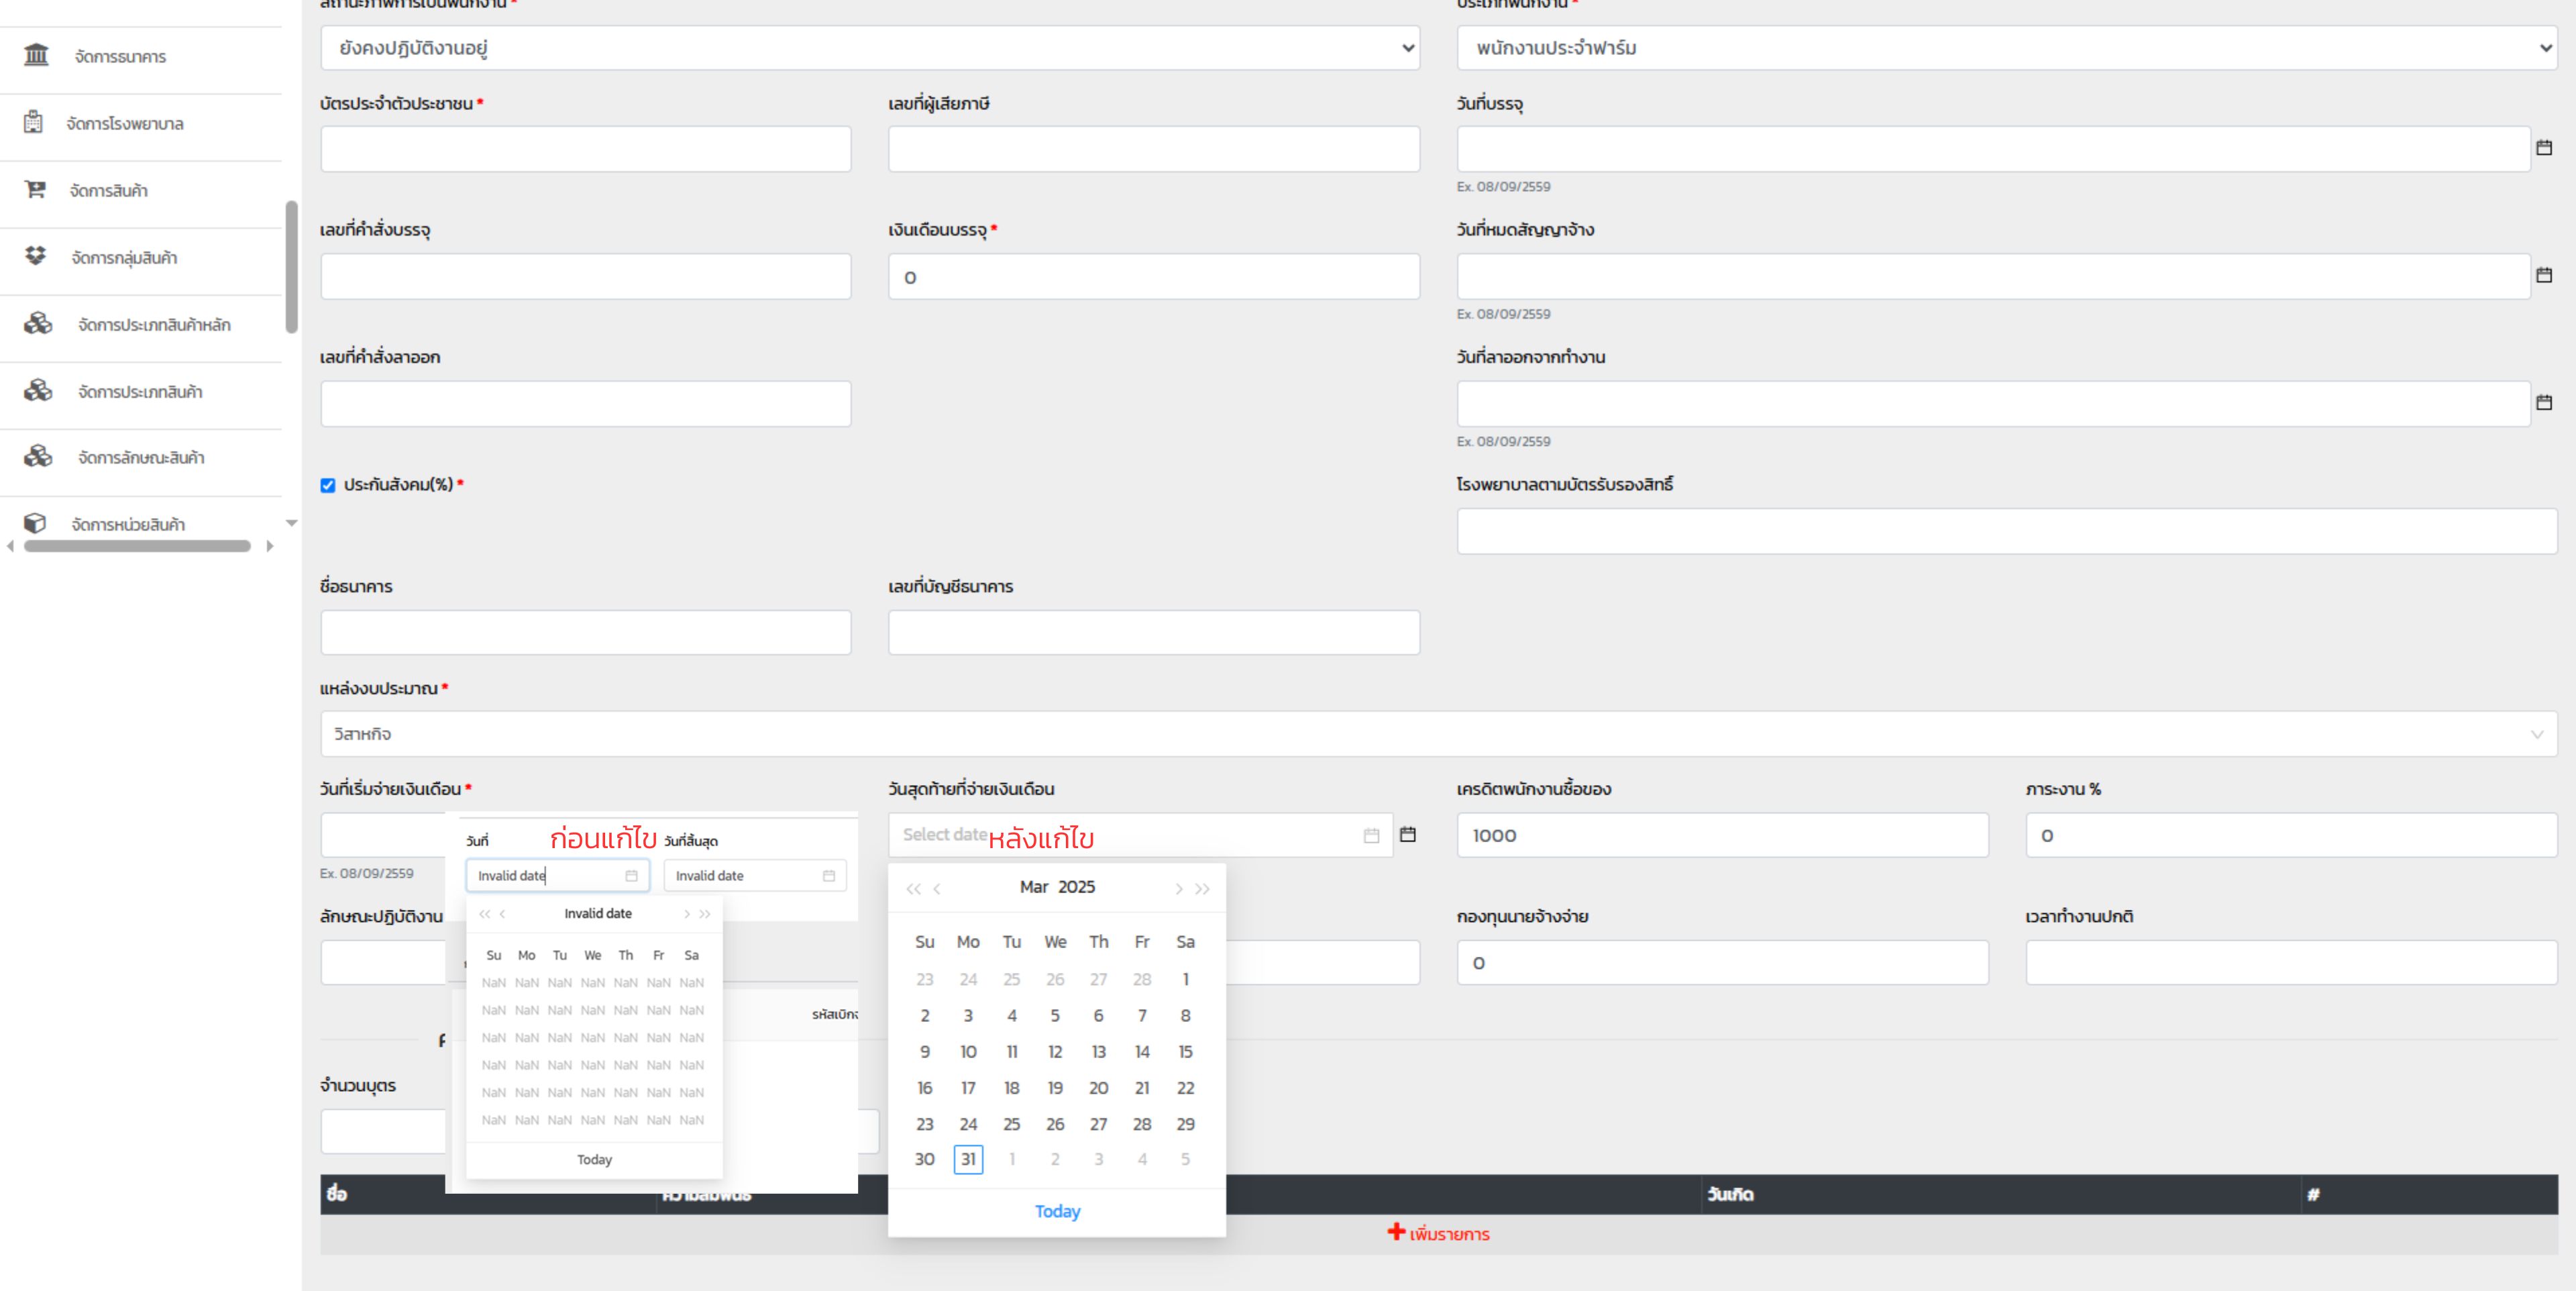 สถานะภาพการเป็นพนักงาน *
ประเภทพนักงาน *
ยังคงปฏิบัติงานอยู่
พนักงานประจำฟาร์ม
จัดการธนาคาร
จัดการโรงพยาบาล
จัดการสินค้า
จัดการกลุ่มสินค้า
จัดการประเภทสินค้าหลัก
จัดการประเภทสินค้า
จัดการลักษณะสินค้า
จัดการหน่วยสินค้า
บัตรประจำตัวประชาชน *
เลขที่ผู้เสียภาษี
วันที่บรรจุ
Ex. 08/09/2559
เลขที่คำสั่งบรรจุ
เงินเดือนบรรจุ *
วันที่หมดสัญญาจ้าง
0
Ex. 08/09/2559
เลขที่คำสั่งลาออก
วันที่ลาออกจากทำงาน
Ex. 08/09/2559
ประกันสังคม(%) *
โรงพยาบาลตามบัตรรับรองสิทธิ์
ชื่อธนาคาร
เลขที่บัญชีธนาคาร
แหล่งงบประมาณ *
วิสาหกิจ
วันที่เริ่มจ่ายเงินเดือน *
วันสุดท้ายที่จ่ายเงินเดือน
เครดิตพนักงานซื้อของ
ภาระงาน %
Select date
หลังแก้ไข
1000
0
Ex. 08/09/2559
วันที่
ก่อนแก้ไข
วันที่สิ้นสุด
Invalid date
Invalid date
Invalid date
Su Mo Tu We Th Fr Sa
NaN NaN NaN NaN NaN NaN NaN
NaN NaN NaN NaN NaN NaN NaN
NaN NaN NaN NaN NaN NaN NaN
NaN NaN NaN NaN NaN NaN NaN
NaN NaN NaN NaN NaN NaN NaN
NaN NaN NaN NaN NaN NaN NaN
Today
Mar 2025
Su Mo Tu We Th Fr Sa
23 24 25 26 27 28 1
2 3 4 5 6 7 8
9 10 11 12 13 14 15
16 17 18 19 20 21 22
23 24 25 26 27 28 29
30 31 1 2 3 4 5
Today
ลักษณะปฏิบัติงาน
กองทุนนายจ้างจ่าย
เวลาทำงานปกติ
0
จำนวนบุตร
ชื่อ
ความสัมพันธ์
วันเกิด
#
เพิ่มรายการ